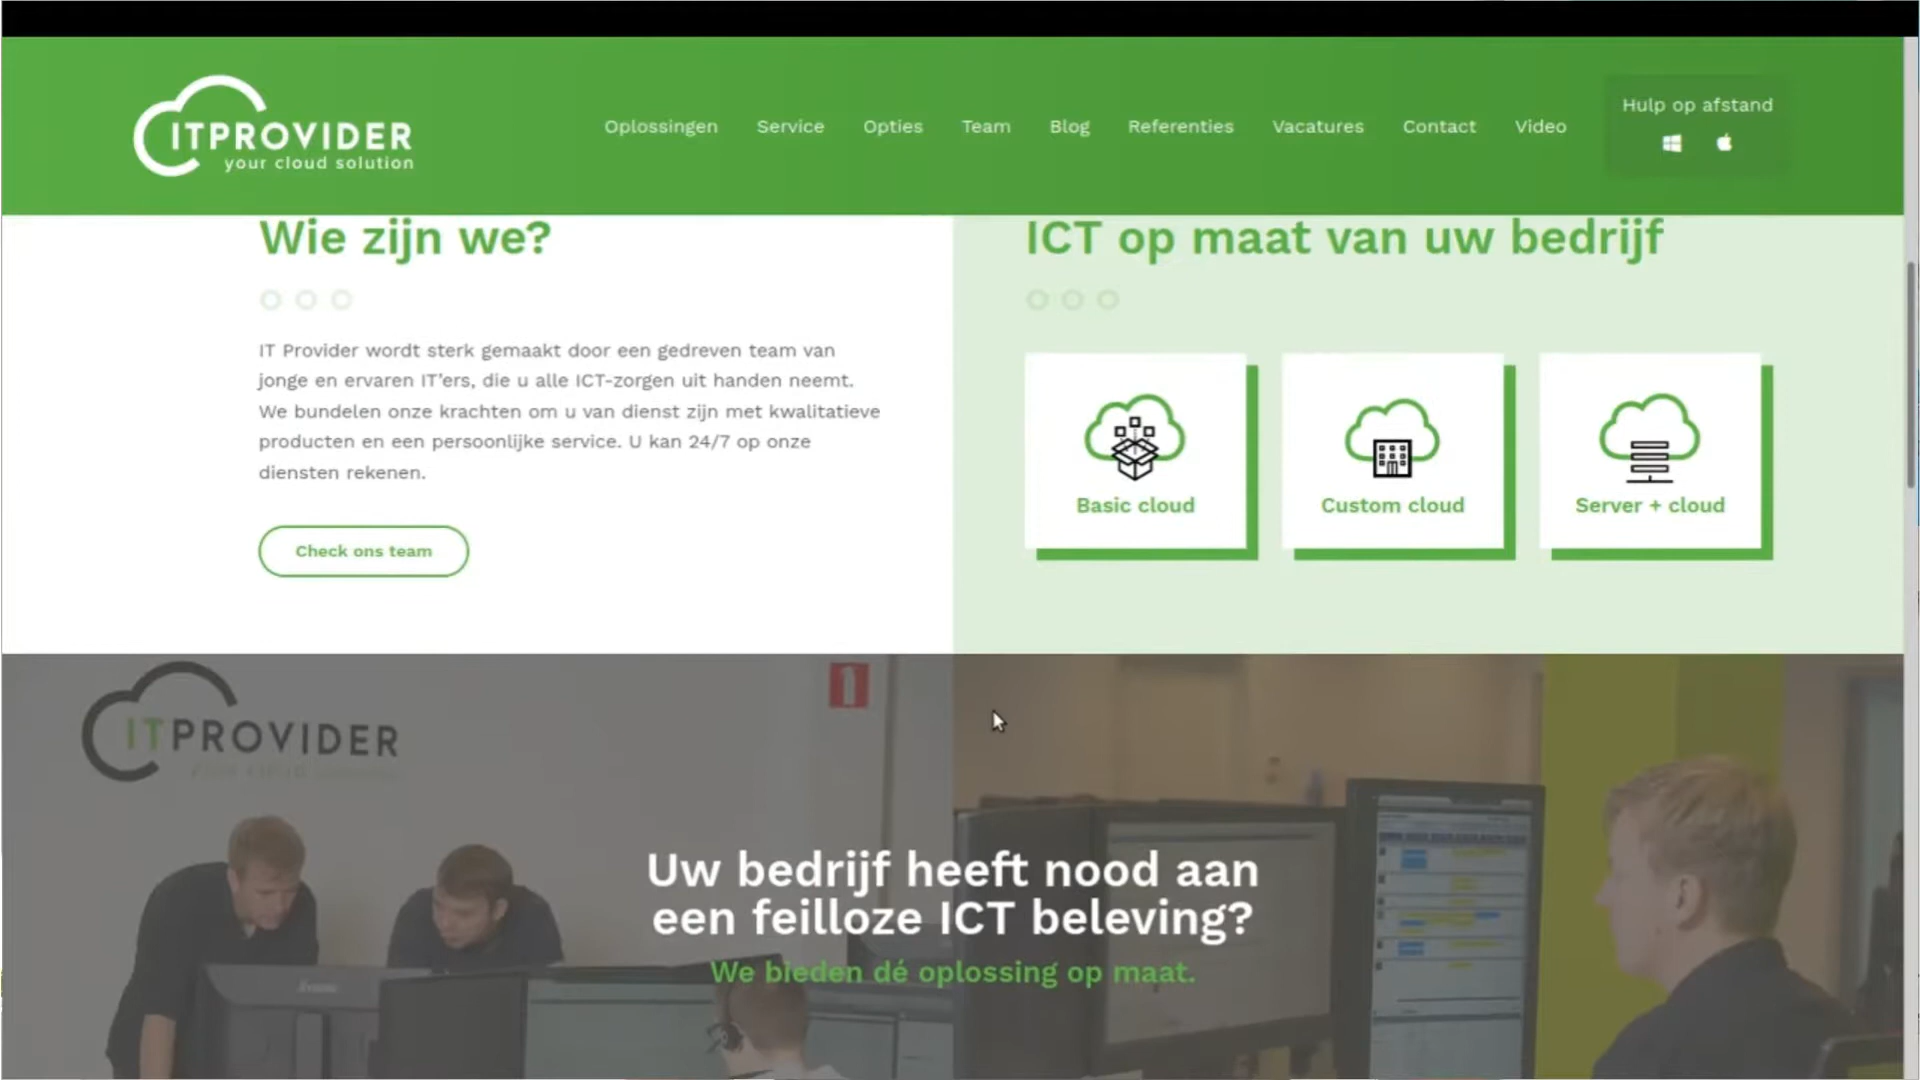 ITPROVIDER
your cloud solution
Oplossingen
Service
Opties
Team
Blog
Referenties
Vacatures
Contact
Video
Hulp op afstand
Wie zijn we?
IT Provider wordt sterk gemaakt door een gedreven team van
jonge en ervaren IT'ers, die u alle ICT-zorgen uit handen neemt.
We bundelen onze krachten om u van dienst zijn met kwalitatieve
producten en een persoonlijke service. U kan 24/7 op onze
diensten rekenen.
Check ons team
ICT op maat van uw bedrijf
Basic cloud
Custom cloud
Server + cloud
ITPROVIDER
Uw bedrijf heeft nood aan
een feilloze ICT beleving?
We bieden dé oplossing op maat.